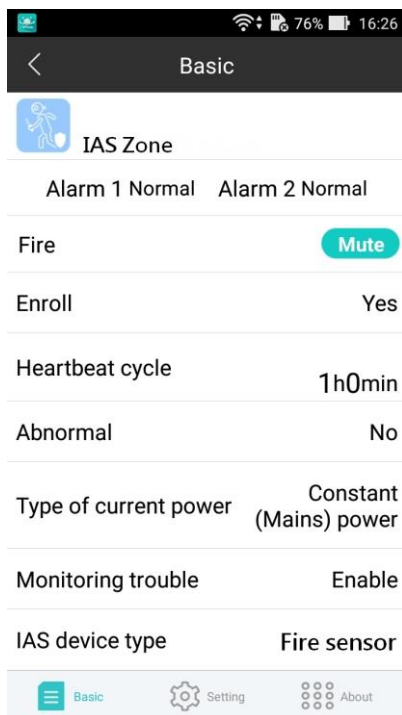 76% 16:26
Basic
IAS Zone
Alarm 1 Normal Alarm 2 Normal
Fire Mute
Enroll Yes
Heartbeat cycle 1h0min
Abnormal No
Type of current power Constant
(Mains) power
Monitoring trouble Enable
IAS device type Fire sensor
Basic Setting About